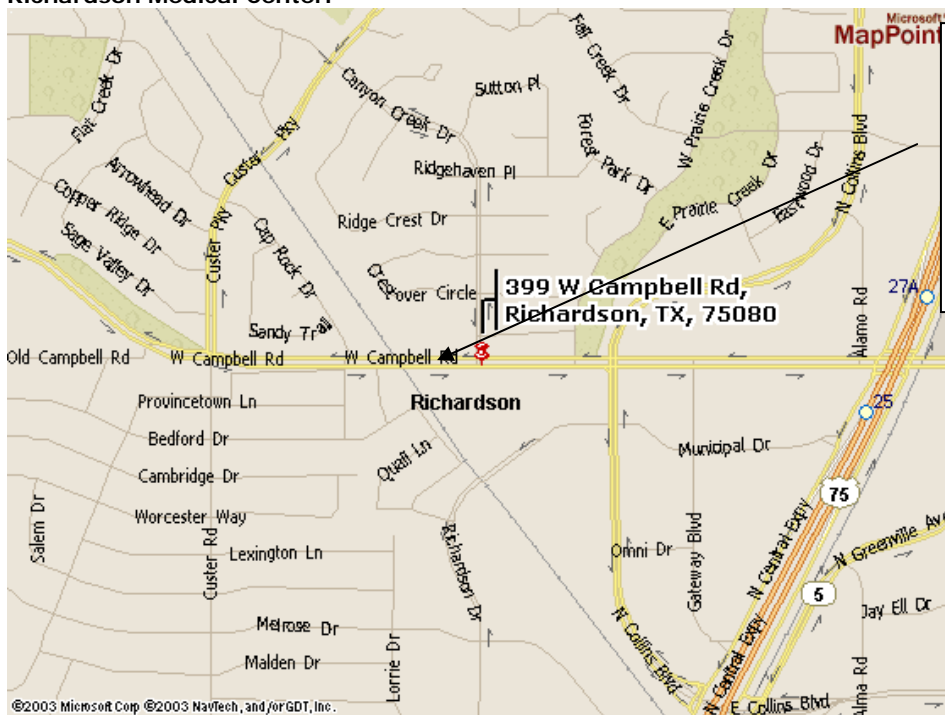 Richardson Medical Center:
Microsoft
MapPoint
Flat Creek Dr
Custer Pky
Canyon Creek Dr
Sutton Pl
Fall Creek Dr
W Prairie Creek Dr
Forest Park Dr
N Collins Blvd
Arrowhead Dr
Ridgehaven Pl
Eastwood Dr
E Prairie Creek Dr
Copper Ridge Dr
Ridge Crest Dr
Sage Valley Dr
Custer Pky
Cap Rock Dr
Crest
Pover Circle
399 W Campbell Rd,
Richardson, TX, 75080
27A
Alamo Rd
Sandy Trail
Old Campbell Rd
W Campbell Rd
W Campbell Rd
Provincetown Ln
Richardson
25
Bedford Dr
Quail Ln
Municipal Dr
Cambridge Dr
75
Worcester Way
Salem Dr
Custer Rd
Lexington Ln
Richardson Dr
Omni Dr
Gateway Blvd
N Central Expy
N Greenville Av
5
Jay Ell Dr
Melrose Dr
Malden Dr
Lorrie Dr
N Collins Blvd
N Central Expy
Alma Rd
E Collins Blvd
©2003 Microsoft Corp ©2003 NavTech, and/or GDT, Inc.